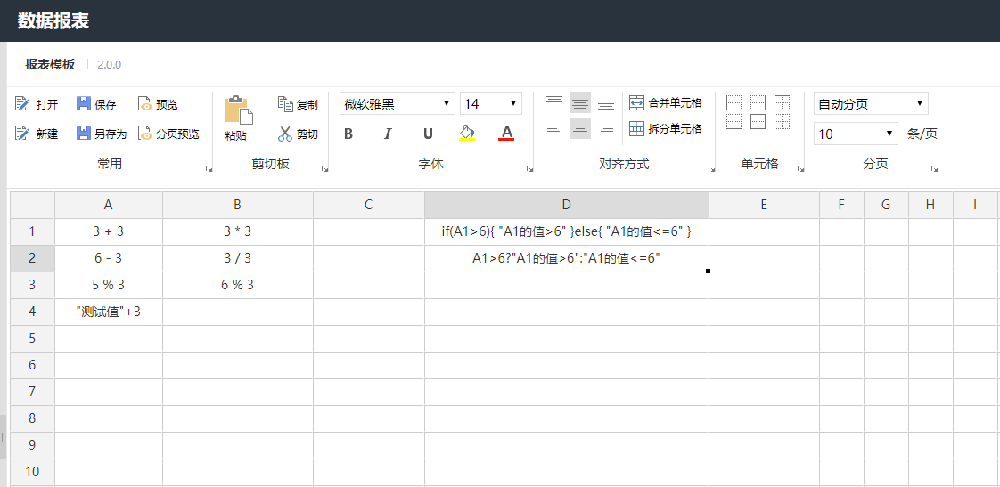 数据报表
报表模板 2.0.0
打开 保存 预览 粘贴 复制 微软雅黑 14 合并单元格 自动分页
新建 另存为 分页预览 剪切 B I U A 拆分单元格 10 条/页
常用 剪切板 字体 对齐方式 单元格 分页
A B C D E F G H I
1 3 + 3 3 * 3 if(A1>6){ "A1的值>6" }else{ "A1的值<=6" }
2 6 - 3 3 / 3 A1>6?"A1的值>6":"A1的值<=6"
3 5 % 3 6 % 3
4 "测试值"+3
5
6
7
8
9
10